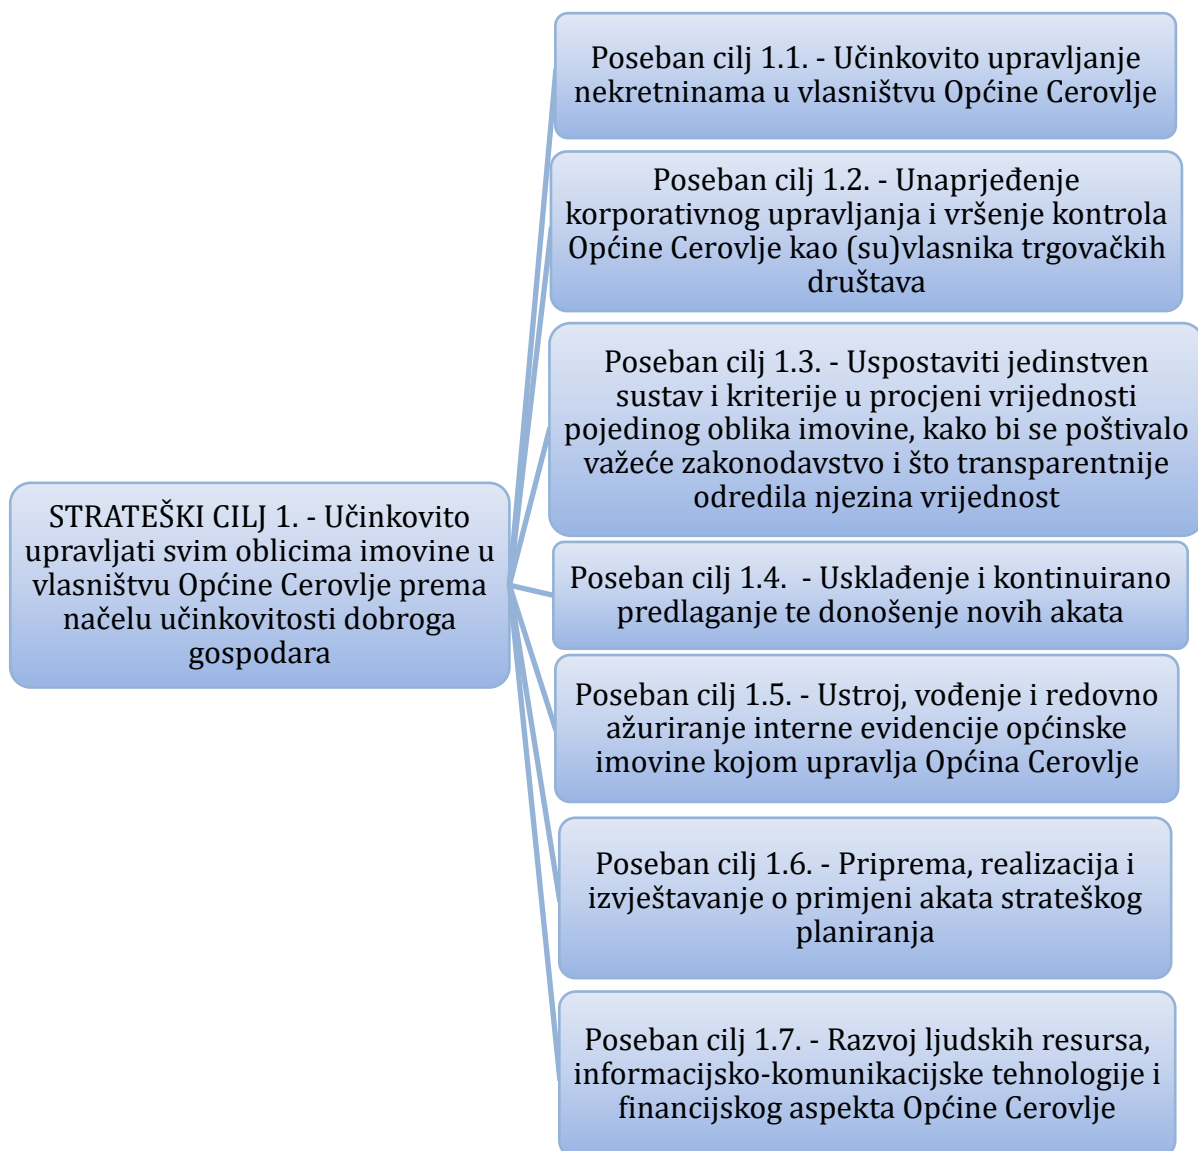 STRATEŠKI CILJ 1. - Učinkovito
upravljati svim oblicima imovine u
vlasništvu Općine Cerovlje prema
načelu učinkovitosti dobroga
gospodara
Poseban cilj 1.1. - Učinkovito upravljanje
nekretninama u vlasništvu Općine Cerovlje
Poseban cilj 1.2. - Unaprjeđenje
korporativnog upravljanja i vršenje kontrola
Općine Cerovlje kao (su)vlasnika trgovačkih
društava
Poseban cilj 1.3. - Uspostaviti jedinstven
sustav i kriterije u procjeni vrijednosti
pojedinog oblika imovine, kako bi se poštivalo
važeće zakonodavstvo i što transparentnije
odredila njezina vrijednost
Poseban cilj 1.4.  - Usklađenje i kontinuirano
predlaganje te donošenje novih akata
Poseban cilj 1.5. - Ustroj, vođenje i redovno
ažuriranje interne evidencije općinske
imovine kojom upravlja Općina Cerovlje
Poseban cilj 1.6. - Priprema, realizacija i
izvještavanje o primjeni akata strateškog
planiranja
Poseban cilj 1.7. - Razvoj ljudskih resursa,
informacijsko-komunikacijske tehnologije i
financijskog aspekta Općine Cerovlje